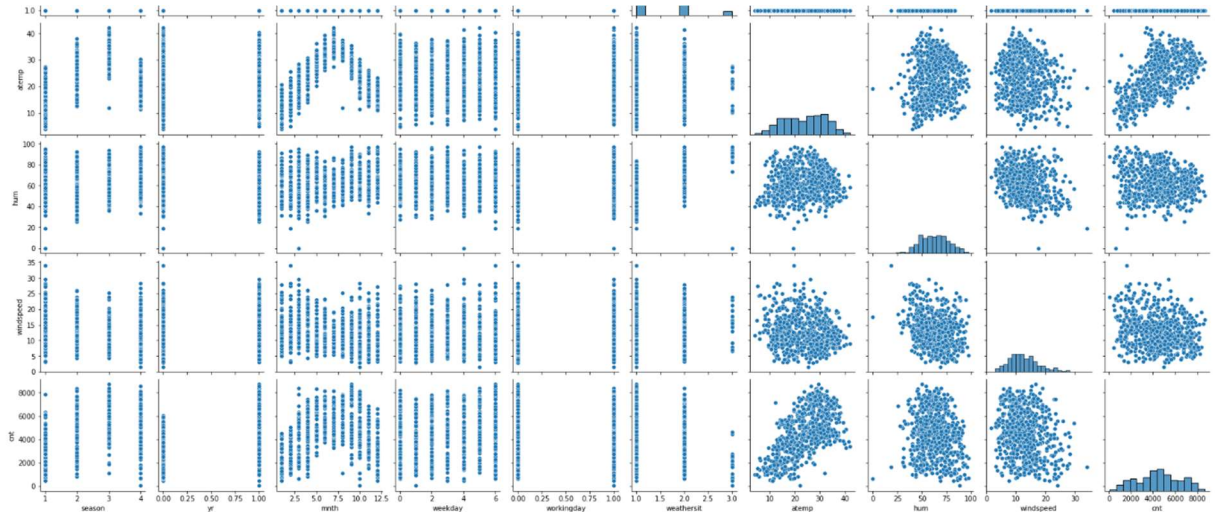 1.0
40
30
20
10
atemp
100
80
60
40
20
0
hum
35
30
25
20
15
10
5
0
windspeed
8000
6000
4000
2000
0
cnt
1 2 3 4
season
0.00 0.25 0.50 0.75 1.00
yr
2.5 5.0 7.5 10.0 12.5
mnth
0 2 4 6
weekday
0.00 0.25 0.50 0.75 1.00
workingday
1.0 1.5 2.0 2.5 3.0
weathersit
10 20 30 40
atemp
0 25 50 75 100
hum
0 10 20 30
windspeed
0 2000 4000 6000 8000
cnt